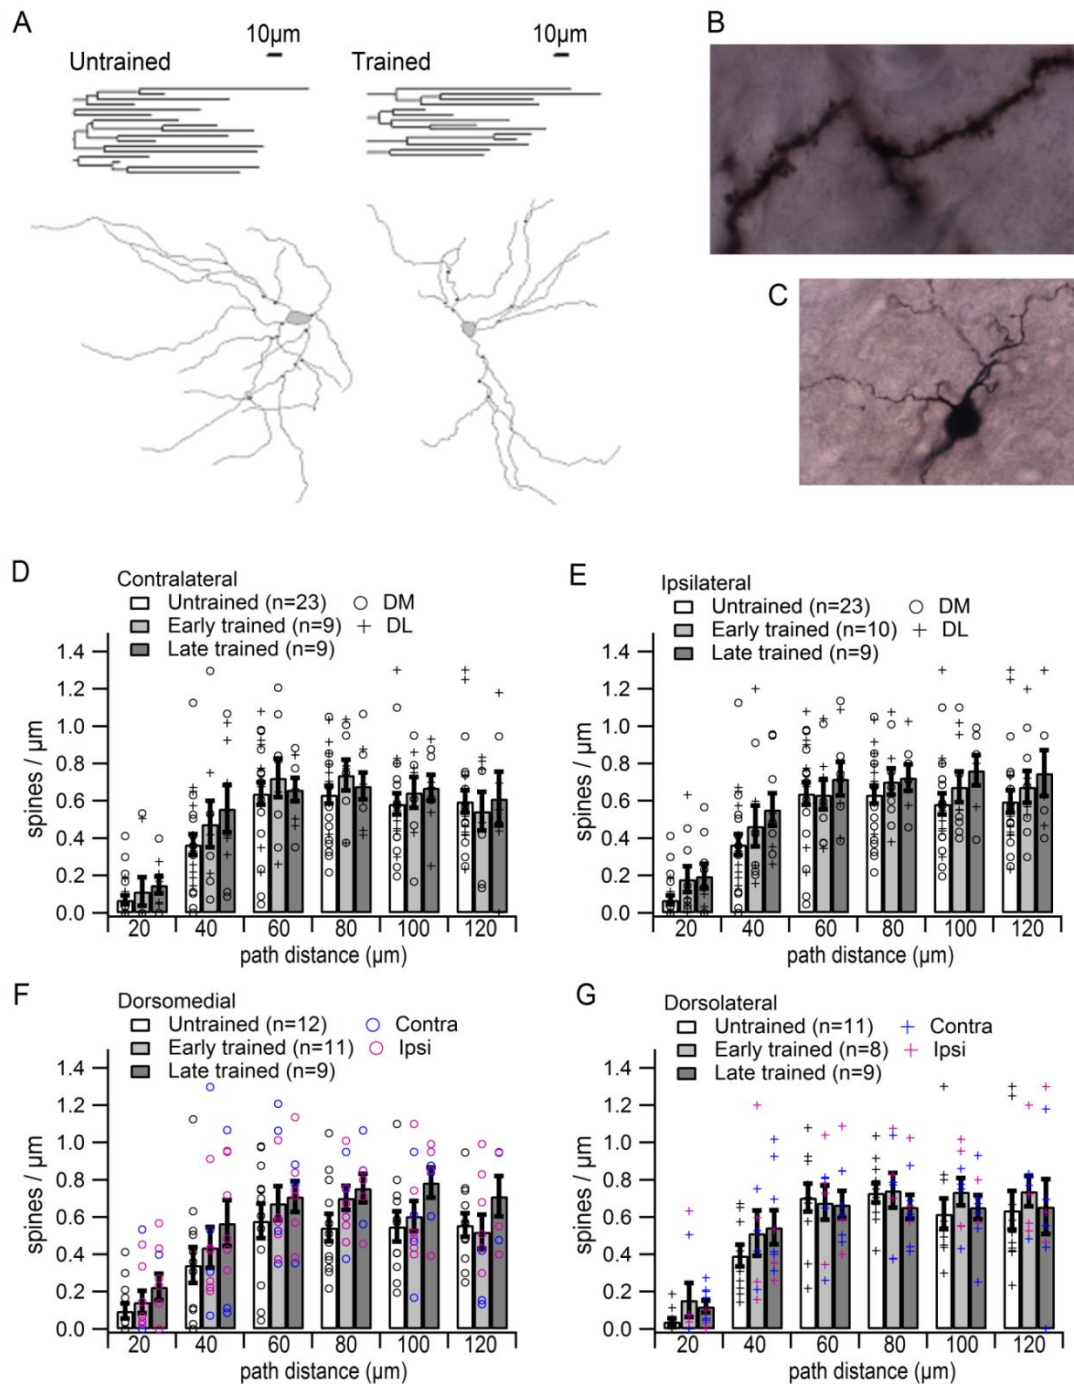 A
10µm
10µm
Untrained
Trained
B
C
D
Contralateral
Untrained (n=23) DM
Early trained (n=9) DL
Late trained (n=9)
1.4
1.2
1.0
0.8
0.6
0.4
0.2
0.0
spines / µm
20 40 60 80 100 120
path distance (µm)
E
Ipsilateral
Untrained (n=23) DM
Early trained (n=10) DL
Late trained (n=9)
1.4
1.2
1.0
0.8
0.6
0.4
0.2
0.0
spines / µm
20 40 60 80 100 120
path distance (µm)
F
Dorsomedial
Untrained (n=12) Contra
Early trained (n=11) Ipsi
Late trained (n=9)
1.4
1.2
1.0
0.8
0.6
0.4
0.2
0.0
spines / µm
20 40 60 80 100 120
path distance (µm)
G
Dorsolateral
Untrained (n=11) Contra
Early trained (n=8) Ipsi
Late trained (n=9)
1.4
1.2
1.0
0.8
0.6
0.4
0.2
0.0
spines / µm
20 40 60 80 100 120
path distance (µm)